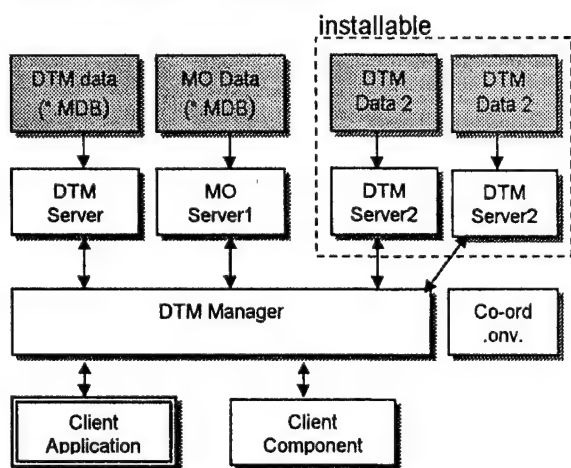 installable
DTM data
(*.MDB)
MO Data
(*.MDB)
DTM
Data 2
DTM
Data 2
DTM
Server
MO
Server1
DTM
Server2
DTM
Server2
DTM Manager
Co-ord
.onv.
Client
Application
Client
Component